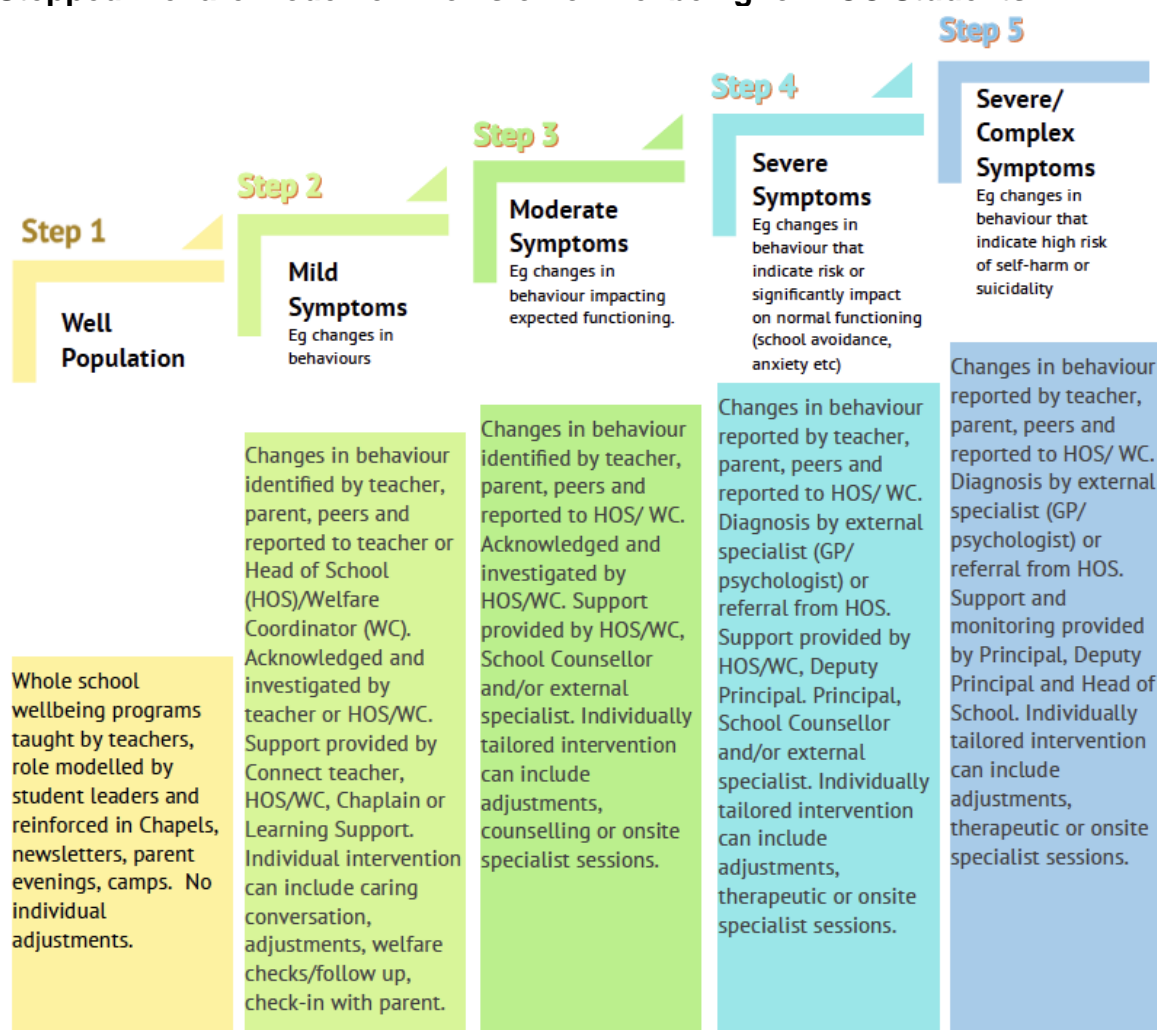 Stepped Students
Step 1
Well
Population
Whole school
wellbeing programs
taught by teachers,
role modelled by
student leaders and
reinforced in Chapels,
newsletters, parent
evenings, camps.  No
individual
adjustments.
Step 2
Mild
Symptoms
Eg changes in
behaviours
Changes in behaviour
identified by teacher,
parent, peers and
reported to teacher or
Head of School
(HOS)/Welfare
Coordinator (WC).
Acknowledged and
investigated by
teacher or HOS/WC.
Support provided by
Connect teacher,
HOS/WC, Chaplain or
Learning Support.
Individual intervention
can include caring
conversation,
adjustments, welfare
checks/follow up,
check-in with parent.
Step 3
Moderate
Symptoms
Eg changes in
behaviour impacting
expected functioning.
Changes in behaviour
identified by teacher,
parent, peers and
reported to HOS/ WC.
Acknowledged and
investigated by
HOS/WC. Support
provided by HOS/WC,
School Counsellor
and/or external
specialist. Individually
tailored intervention
can include
adjustments,
counselling or onsite
specialist sessions.
Step 4
Severe
Symptoms
Eg changes in
behaviour that
indicate risk or
significantly impact
on normal functioning
(school avoidance,
anxiety etc)
Changes in behaviour
reported by teacher,
parent, peers and
reported to HOS/ WC.
Diagnosis by external
specialist (GP/
psychologist) or
referral from HOS.
Support provided by
HOS/WC, Deputy
Principal. Principal,
School Counsellor
and/or external
specialist. Individually
tailored intervention
can include
adjustments,
therapeutic or onsite
specialist sessions.
Step 5
Severe/
Complex
Symptoms
Eg changes in
behaviour that
indicate high risk
of self-harm or
suicidality
Changes in behaviour
reported by teacher,
parent, peers and
reported to HOS/ WC.
Diagnosis by external
specialist (GP/
psychologist) or
referral from HOS.
Support and
monitoring provided
by Principal, Deputy
Principal and Head of
School. Individually
tailored intervention
can include
adjustments,
therapeutic or onsite
specialist sessions.